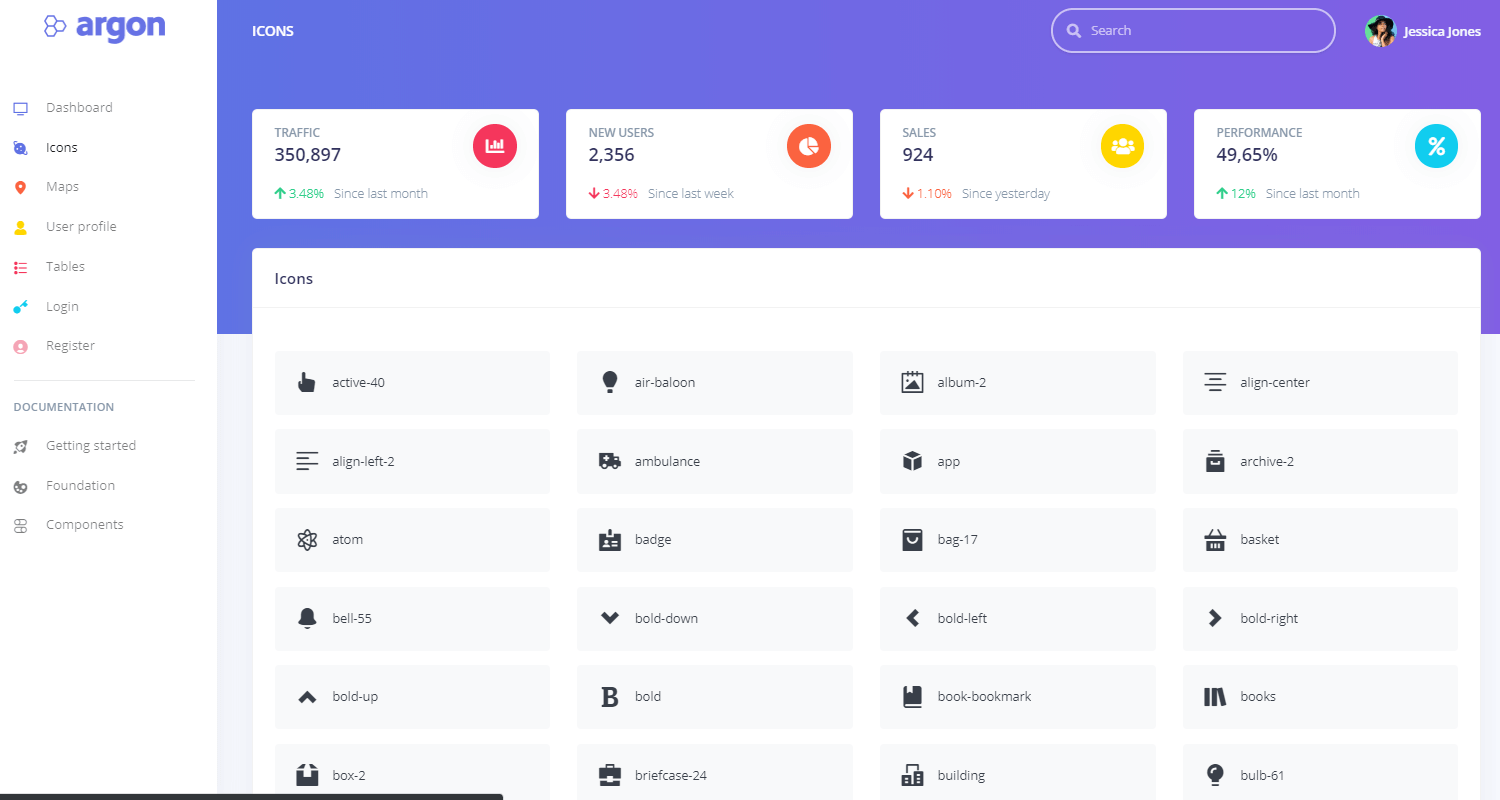 argon
ICONS
Search
Jessica Jones
Dashboard
Icons
Maps
User profile
Tables
Login
Register
DOCUMENTATION
Getting started
Foundation
Components
TRAFFIC
350,897
3.48% Since last month
NEW USERS
2,356
3.48% Since last week
SALES
924
1.10% Since yesterday
PERFORMANCE
49,65%
12% Since last month
Icons
active-40
air-baloon
album-2
align-center
align-left-2
ambulance
app
archive-2
atom
badge
bag-17
basket
bell-55
bold-down
bold-left
bold-right
bold-up
bold
book-bookmark
books
box-2
briefcase-24
building
bulb-61